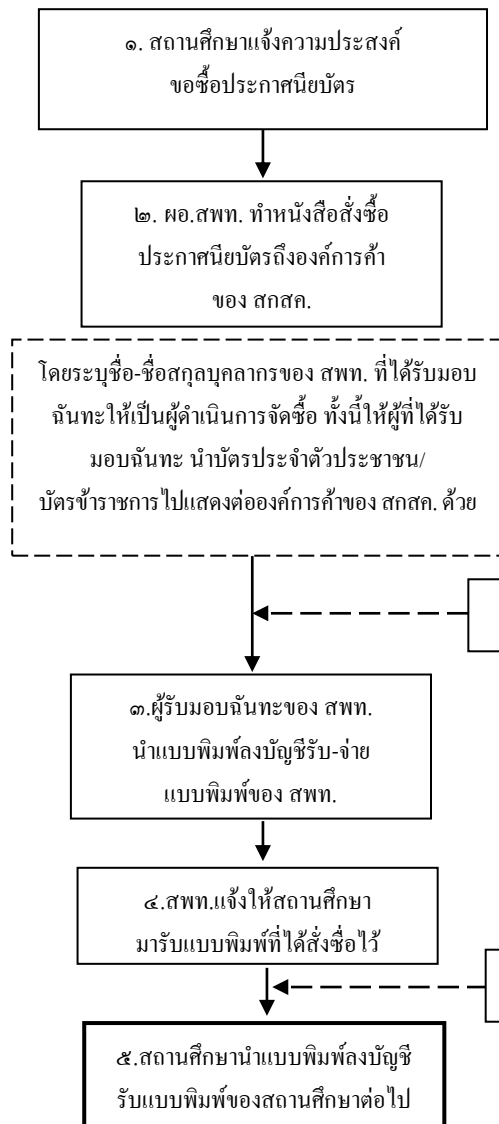 ๑. สถานศึกษาแจ้งความประสงค์
ขอซื้อประกาศนียบัตร
๒. ผอ.สพท. ทำหนังสือสั่งซื้อ
ประกาศนียบัตรถึงองค์การค้า
ของ สกสค.
โดยระบุชื่อ-ชื่อสกุลบุคลากรของ สพท. ที่ได้รับมอบ
ฉันทะให้เป็นผู้ดำเนินการจัดซื้อ ทั้งนี้ให้ผู้ที่ได้รับ
มอบฉันทะ นำบัตรประจำตัวประชาชน/
บัตรข้าราชการไปแสดงต่อองค์การค้าของ สกสค. ด้วย
๓.ผู้รับมอบฉันทะของ สพท.
นำแบบพิมพ์ลงบัญชีรับ-จ่าย
แบบพิมพ์ของ สพท.
๔.สพท.แจ้งให้สถานศึกษา
มารับแบบพิมพ์ที่ได้สั่งซื่อไว้
๕.สถานศึกษานำแบบพิมพ์ลงบัญชี
รับแบบพิมพ์ของสถานศึกษาต่อไป